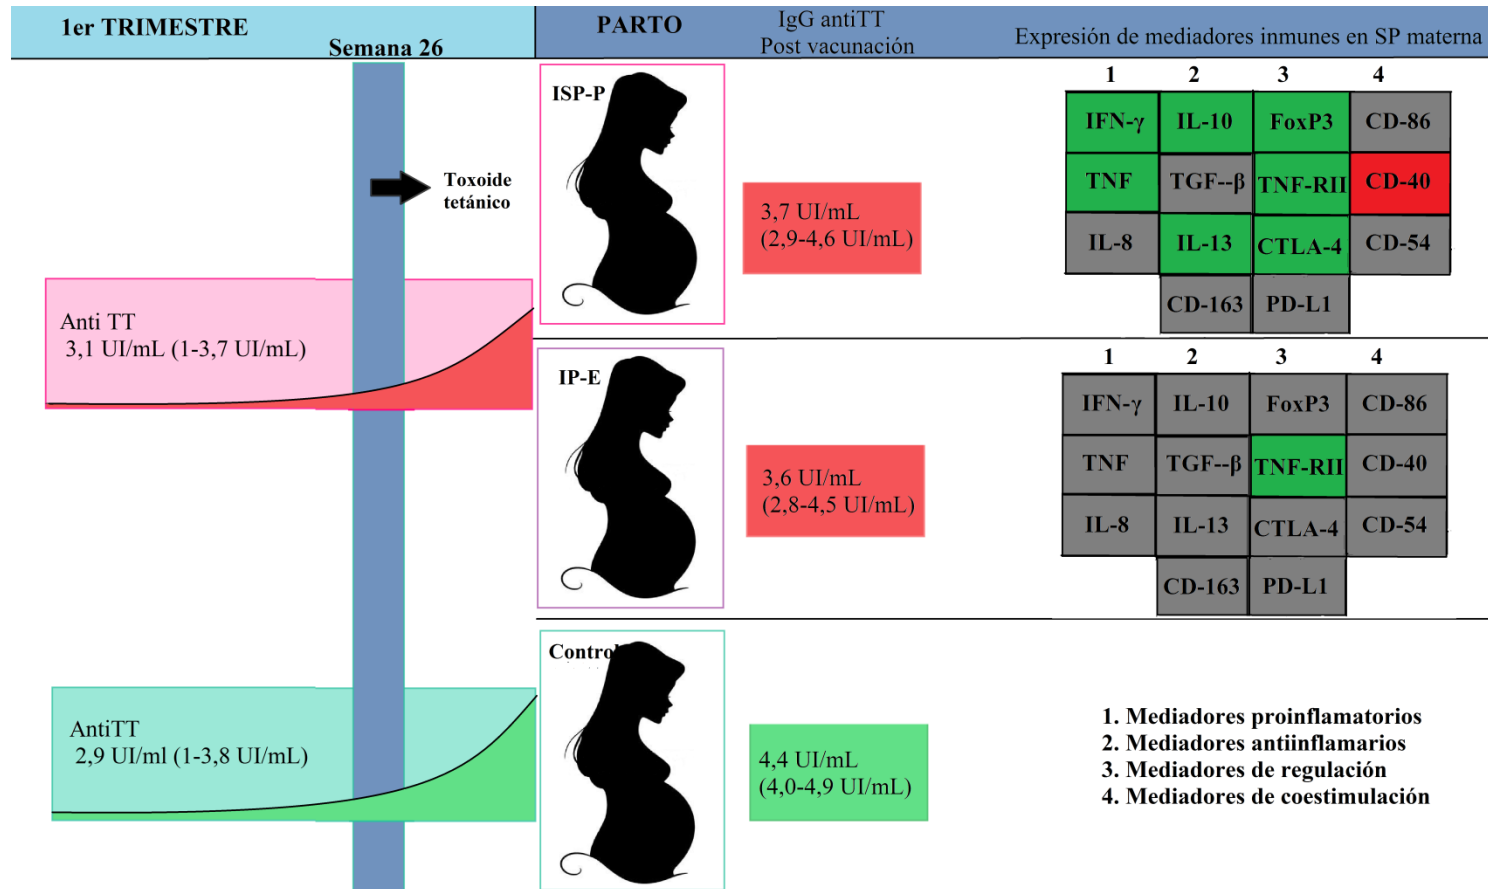 1er TRIMESTRE
Semana 26
PARTO
IgG antiTT
Post vacunación
Expresión de mediadores inmunes en SP materna
Toxoide
tetánico
Anti TT
3,1 UI/mL (1-3,7 UI/mL)
ISP-P
3,7 UI/mL
(2,9-4,6 UI/mL)
1 2 3 4
IFN-γ IL-10 FoxP3 CD-86
TNF TGF--β TNF-RII CD-40
IL-8 IL-13 CTLA-4 CD-54
CD-163 PD-L1
IP-E
3,6 UI/mL
(2,8-4,5 UI/mL)
1 2 3 4
IFN-γ IL-10 FoxP3 CD-86
TNF TGF--β TNF-RII CD-40
IL-8 IL-13 CTLA-4 CD-54
CD-163 PD-L1
AntiTT
2,9 UI/ml (1-3,8 UI/mL)
Control
4,4 UI/mL
(4,0-4,9 UI/mL)
1. Mediadores proinflamatorios
2. Mediadores antiinflamarios
3. Mediadores de regulación
4. Mediadores de coestimulación